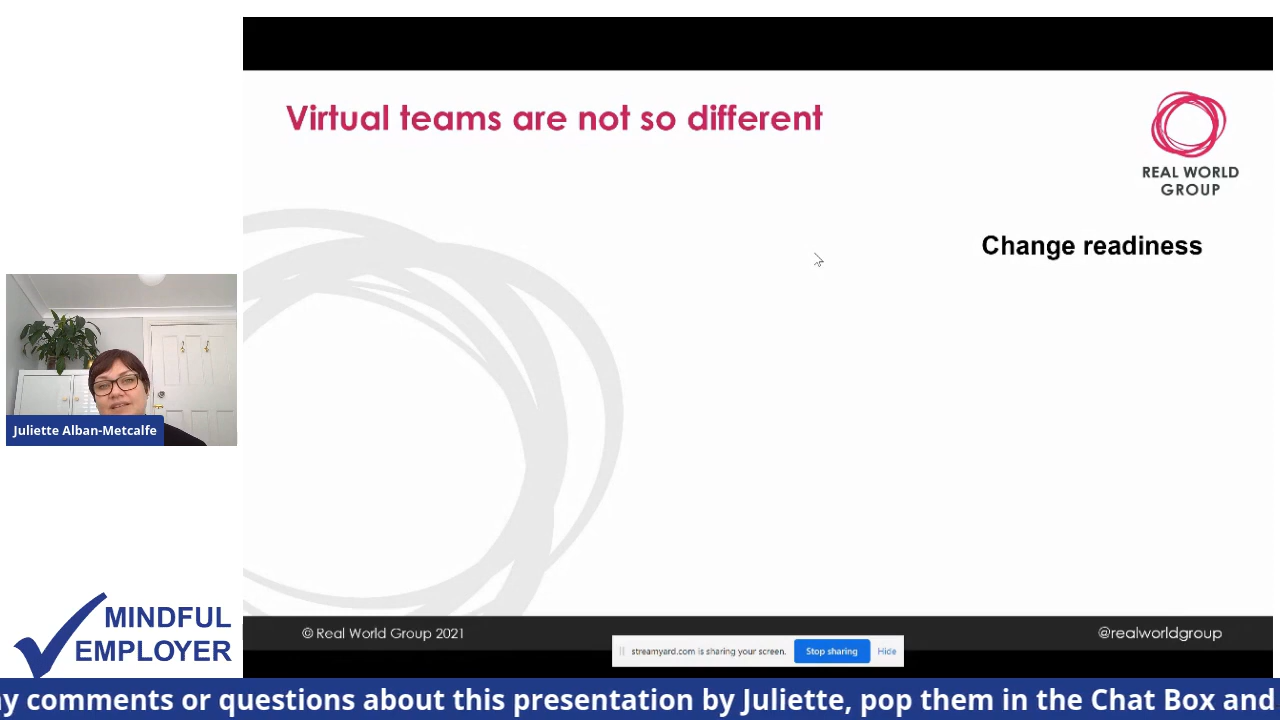 Virtual teams are not so different
REAL WORLD
GROUP
Change readiness
Juliette Alban-Metcalfe
MINDFUL
EMPLOYER
© Real World Group 2021
@realworldgroup
streamyard.com is sharing your screen.
Stop sharing
Hide
y comments or questions about this presentation by Juliette, pop them in the Chat Box and